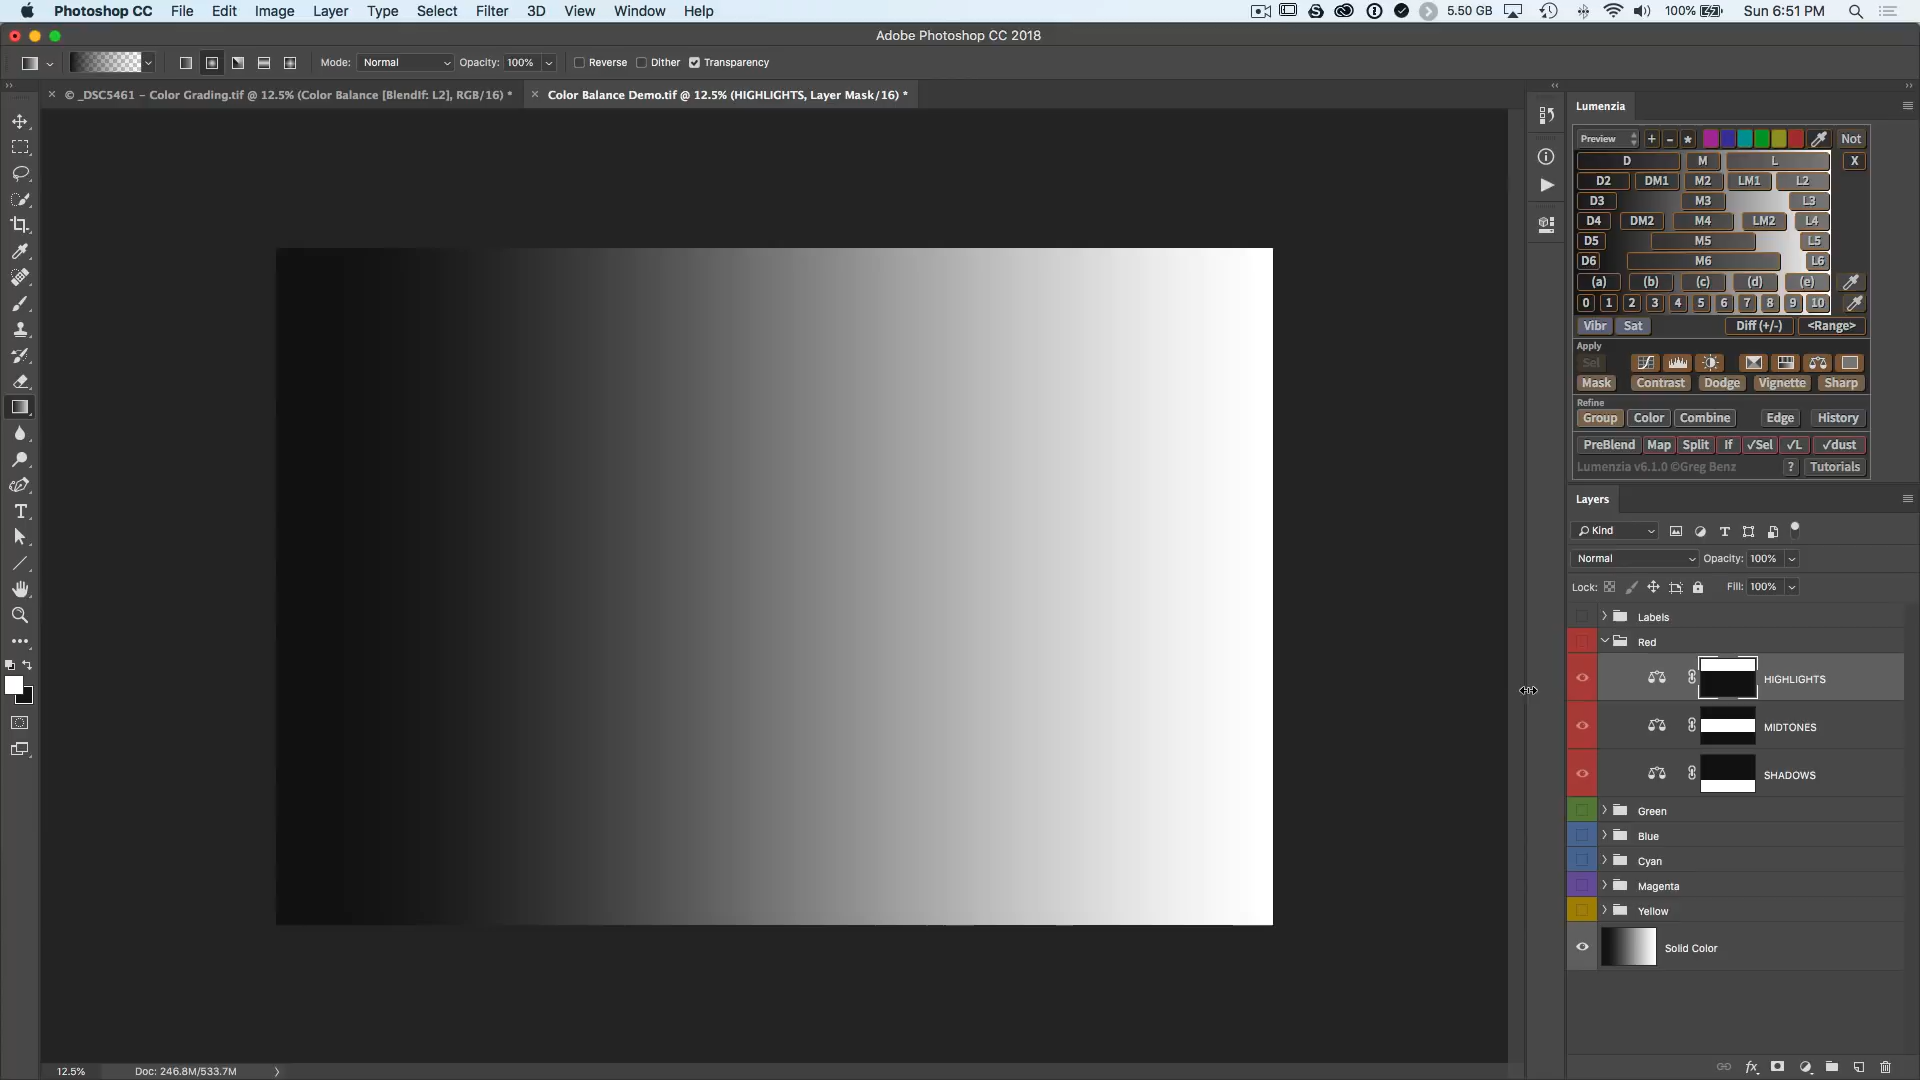 Photoshop CC File Edit Image Layer Type Select Filter 3D View Window Help 5.50 GB 100% Sun 6:51 PM
Adobe Photoshop CC 2018
Mode: Normal Opacity: 100% Reverse Dither Transparency
© _DSC5461 – Color Grading.tif @ 12.5% (Color Balance [BlendIf: L2], RGB/16) * Color Balance Demo.tif @ 12.5% (HIGHLIGHTS, Layer Mask/16) *
Lumenzia
Preview + - * Not
D M L X
D2 DM1 M2 LM1 L2
D3 M3 L3
D4 DM2 M4 LM2 L4
D5 M5 L5
D6 M6 L6
(a) (b) (c) (d) (e)
0 1 2 3 4 5 6 7 8 9 10
Vibr Sat Diff (+/-) <Range>
Apply
Sel
Mask Contrast Dodge Vignette Sharp
Refine
Group Color Combine Edge History
PreBlend Map Split If √Sel √L √dust
Lumenzia v6.1.0 ©Greg Benz ? Tutorials
Layers
Kind
Normal Opacity: 100%
Lock: Fill: 100%
Labels
Red
HIGHLIGHTS
MIDTONES
SHADOWS
Green
Blue
Cyan
Magenta
Yellow
Solid Color
12.5% Doc: 246.8M/533.7M